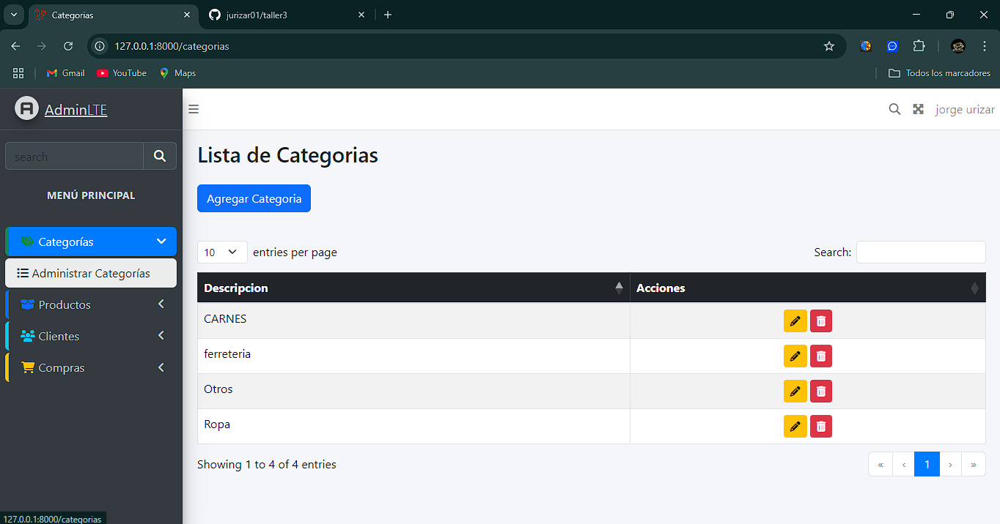 Categorias
jurizar01/taller3
127.0.0.1:8000/categorias
Gmail
YouTube
Maps
Todos los marcadores
AdminLTE
jorge urizar
search
Lista de Categorias
MENÚ PRINCIPAL
Agregar Categoria
Categorías
Administrar Categorías
Productos
Clientes
Compras
10 entries per page
Search:
Descripcion Acciones
CARNES
ferreteria
Otros
Ropa
Showing 1 to 4 of 4 entries
« ‹ 1 › »
127.0.0.1:8000/categorias